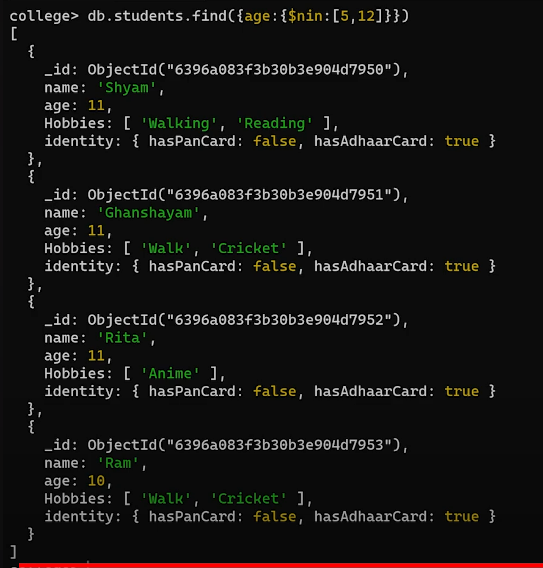 college> db.students.find({age:{$nin:[5,12]}})
[
  {
    _id: ObjectId("6396a083f3b30b3e904d7950"),
    name: 'Shyam',
    age: 11,
    Hobbies: [ 'Walking', 'Reading' ],
    identity: { hasPanCard: false, hasAdhaarCard: true }
  },
  {
    _id: ObjectId("6396a083f3b30b3e904d7951"),
    name: 'Ghanshayam',
    age: 11,
    Hobbies: [ 'Walk', 'Cricket' ],
    identity: { hasPanCard: false, hasAdhaarCard: true }
  },
  {
    _id: ObjectId("6396a083f3b30b3e904d7952"),
    name: 'Rita',
    age: 11,
    Hobbies: [ 'Anime' ],
    identity: { hasPanCard: false, hasAdhaarCard: true }
  },
  {
    _id: ObjectId("6396a083f3b30b3e904d7953"),
    name: 'Ram',
    age: 10,
    Hobbies: [ 'Walk', 'Cricket' ],
    identity: { hasPanCard: false, hasAdhaarCard: true }
  }
]